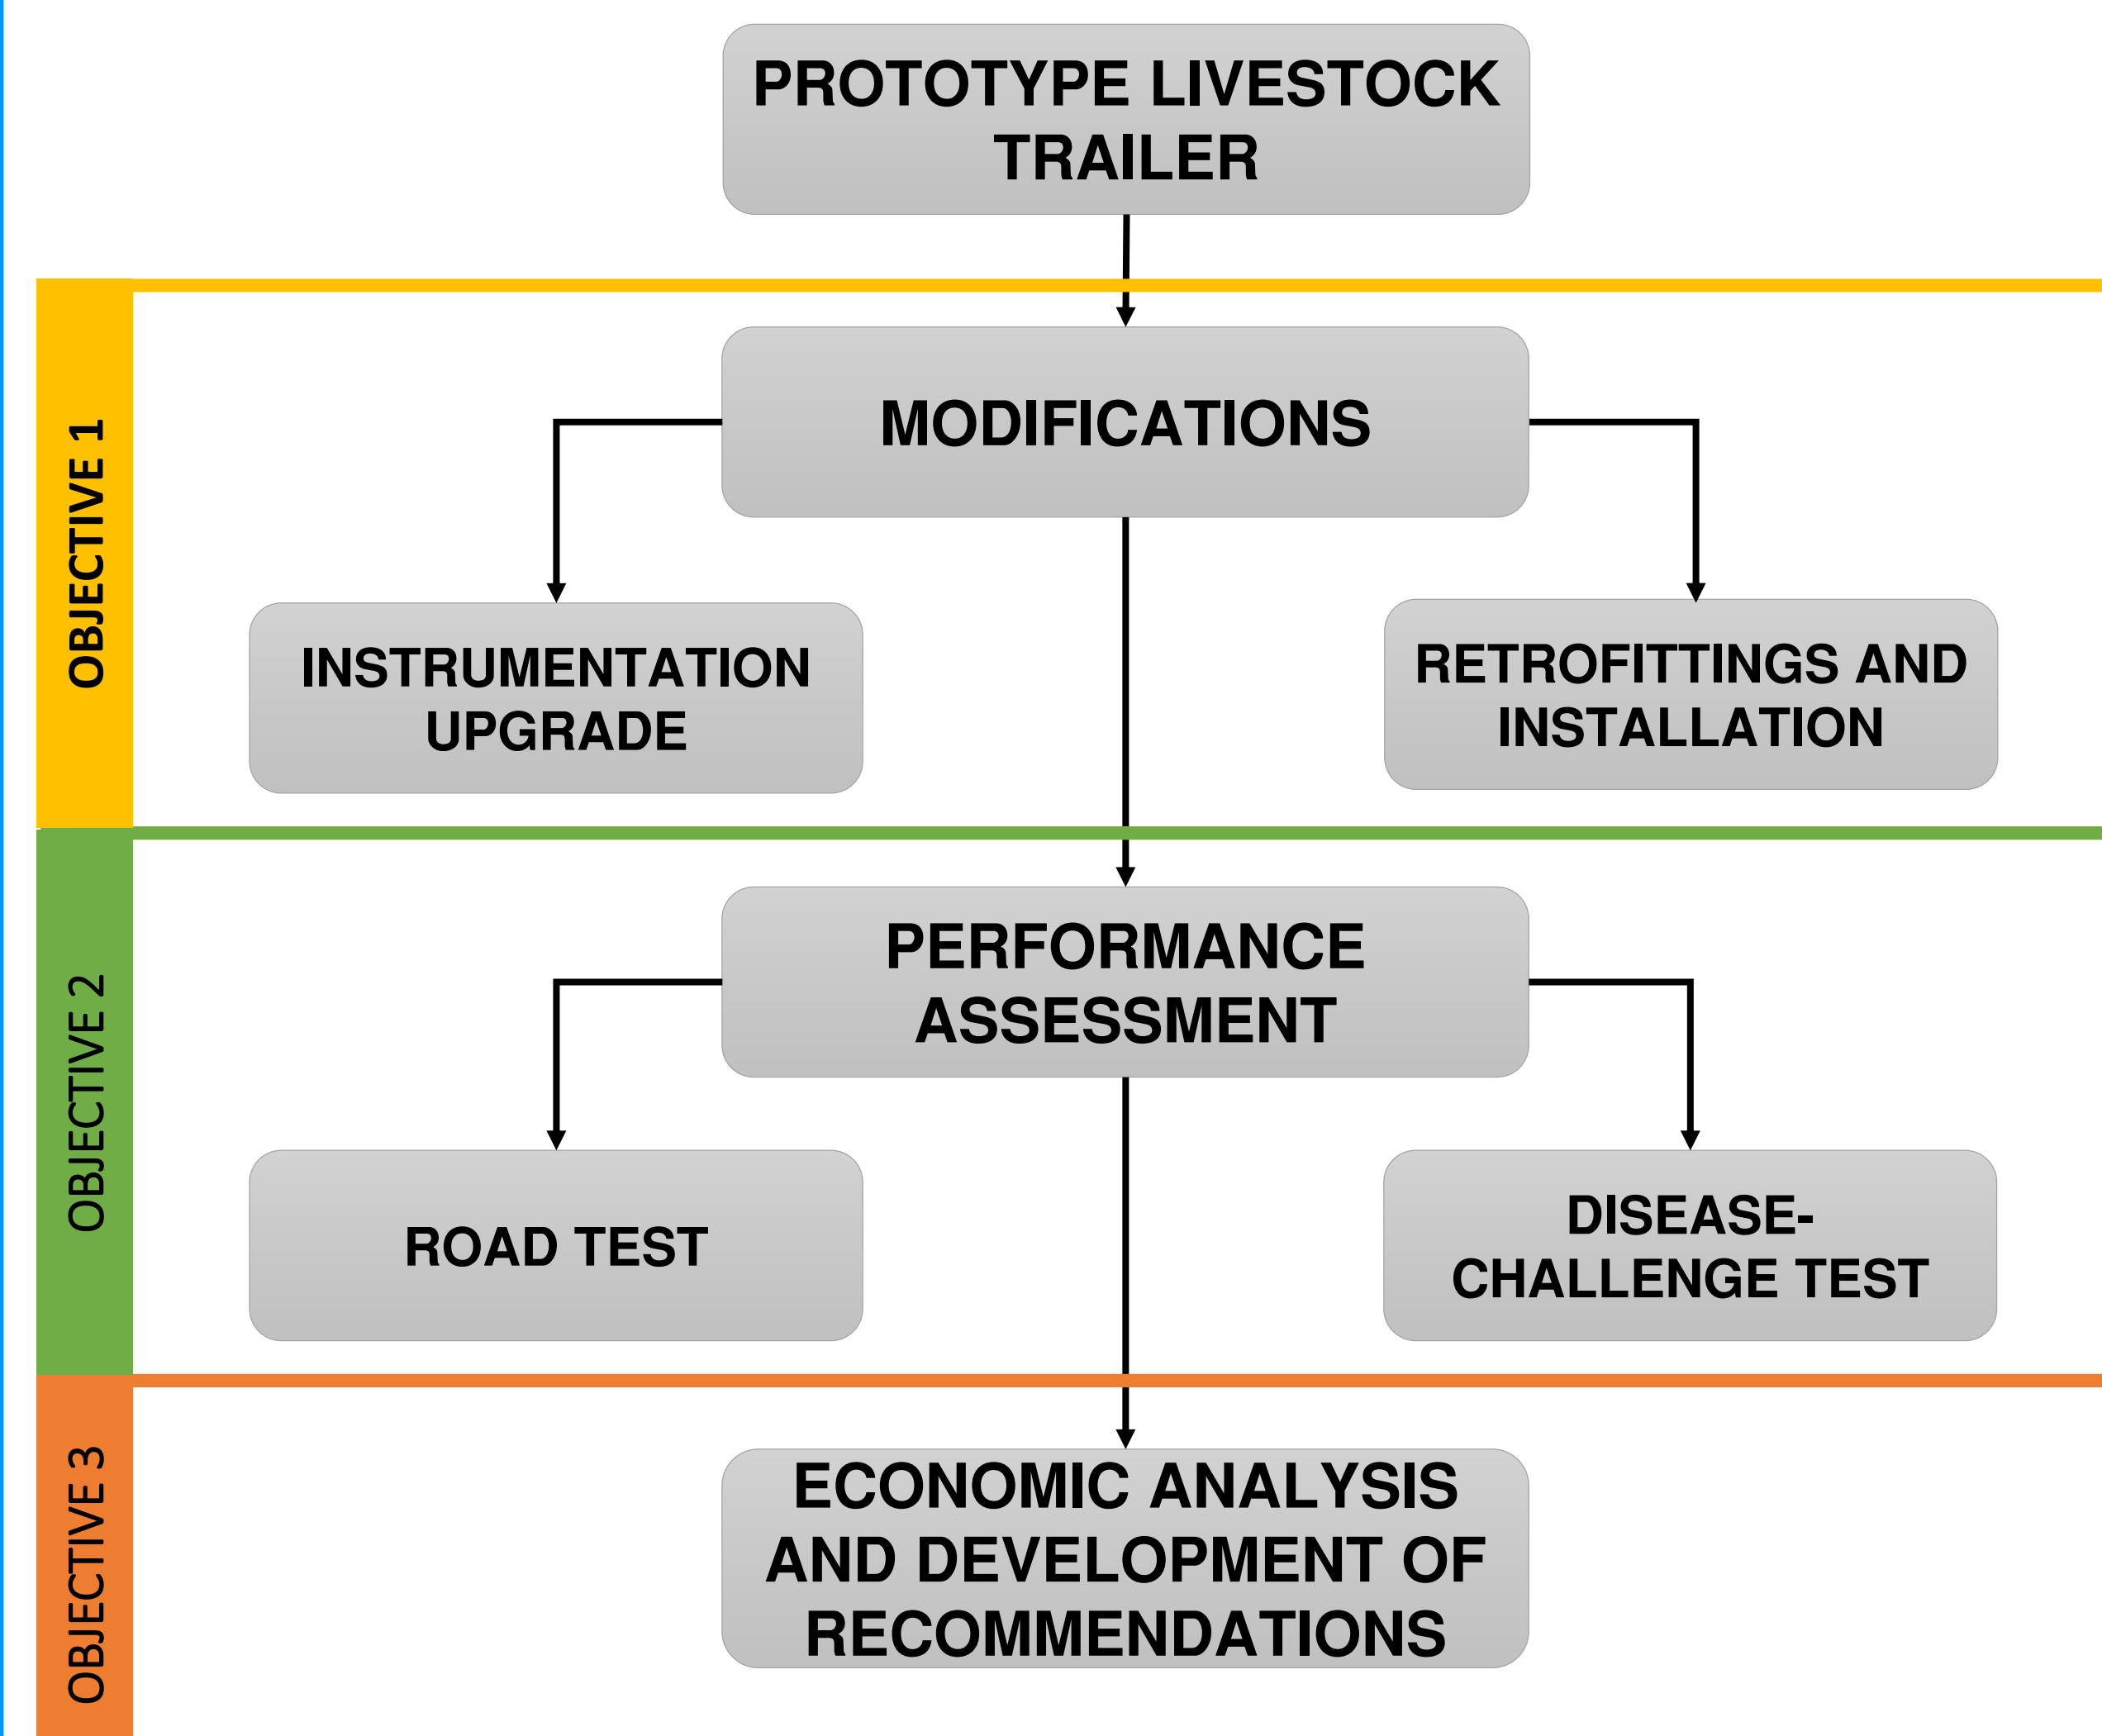 PROTOTYPE LIVESTOCK
TRAILER
OBJECTIVE 1
MODIFICATIONS
INSTRUMENTATION
UPGRADE
RETROFITTINGS AND
INSTALLATION
OBJECTIVE 2
PERFORMANCE
ASSESSMENT
ROAD TEST
DISEASE-
CHALLENGE TEST
OBJECTIVE 3
ECONOMIC ANALYSIS
AND DEVELOPMENT OF
RECOMMENDATIONS